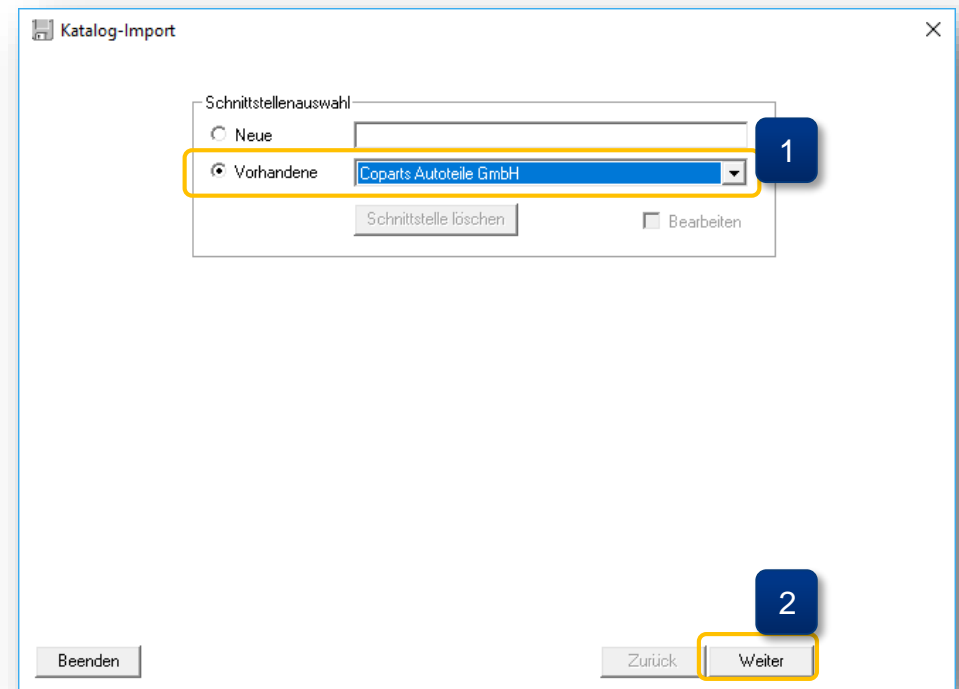 Katalog-Import
Schnittstellenauswahl
Neue
1
Vorhandene Coparts Autoteile GmbH
Schnittstelle löschen Bearbeiten
2
Beenden Zurück Weiter